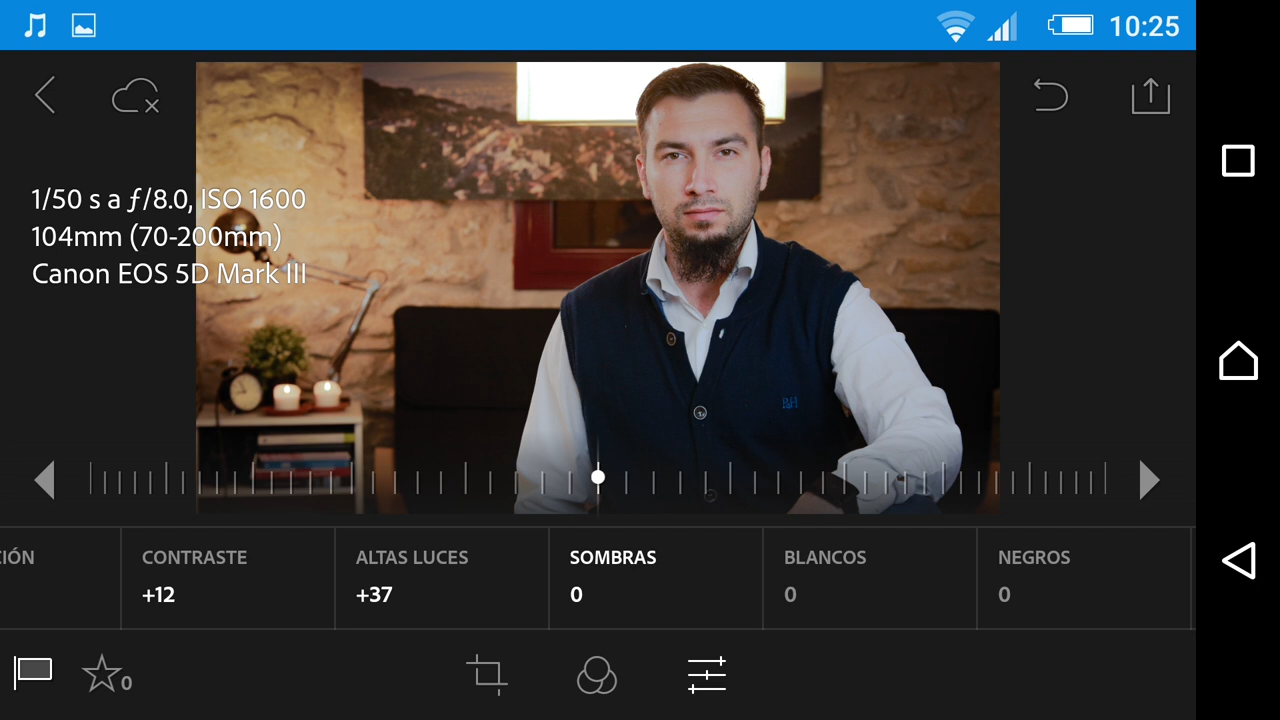 10:25
1/50 s a ƒ/8.0, ISO 1600
104mm (70-200mm)
Canon EOS 5D Mark III
IÓN
CONTRASTE
ALTAS LUCES
SOMBRAS
BLANCOS
NEGROS
+12
+37
0
0
0
0